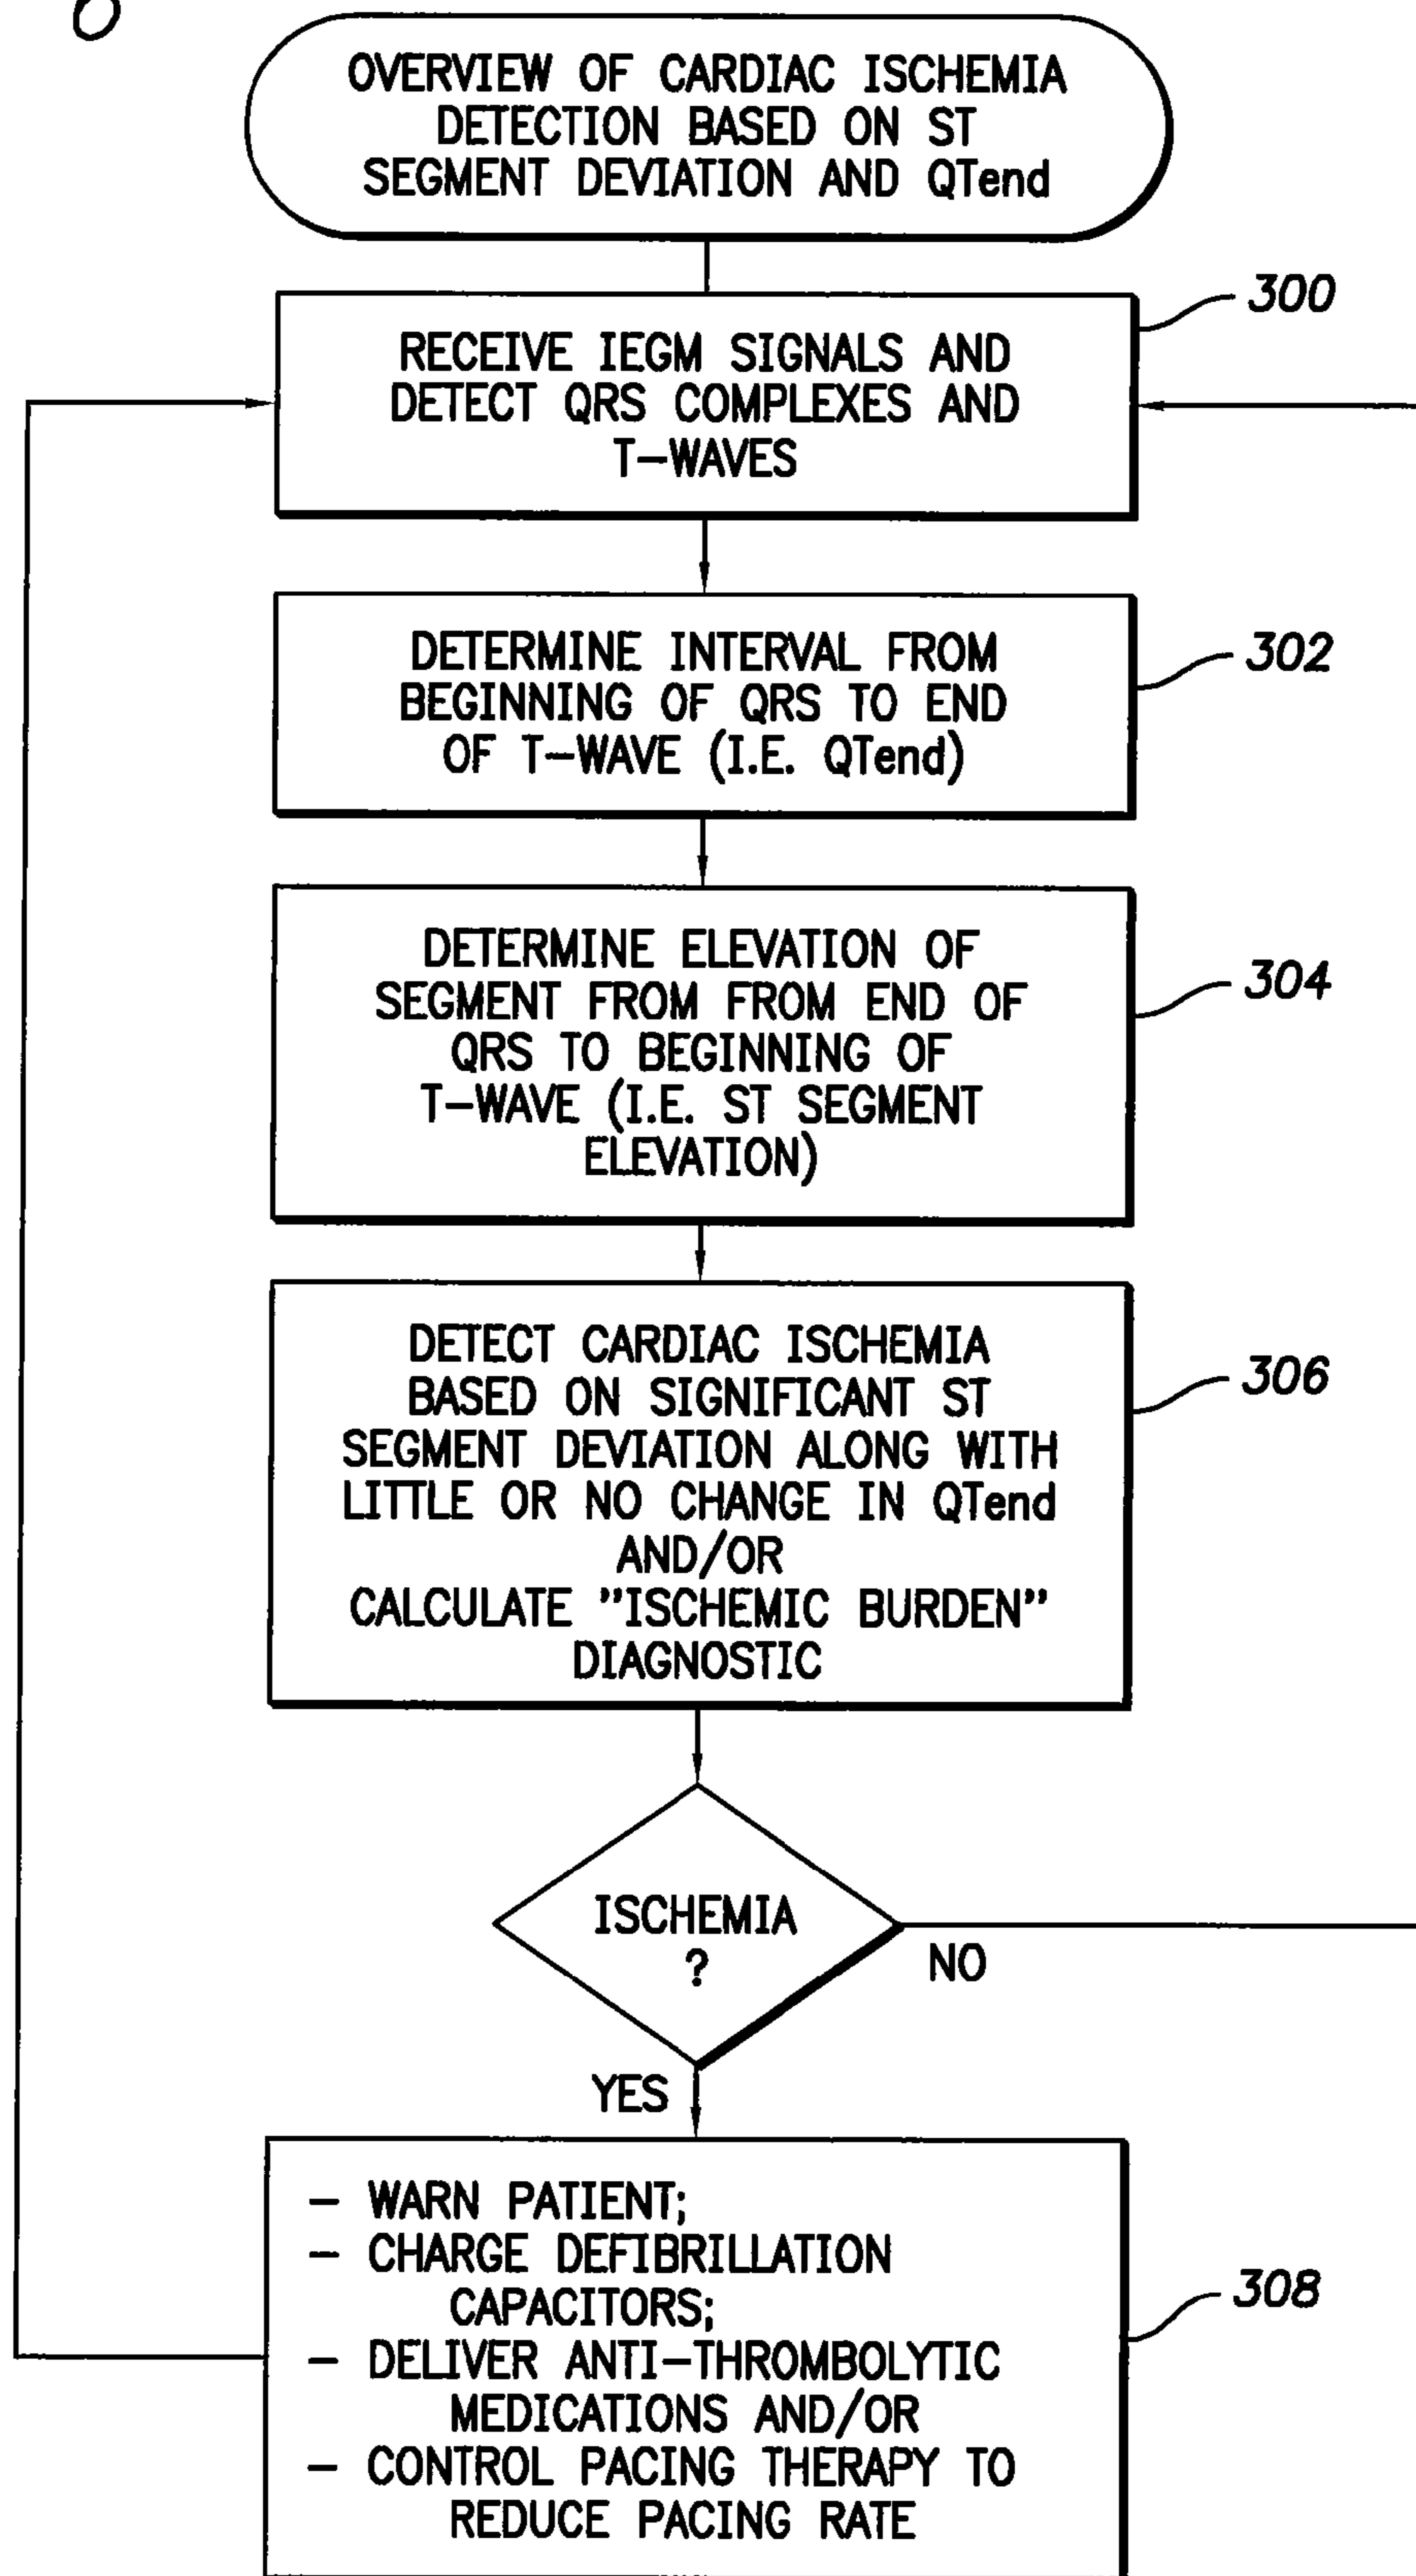 6
OVERVIEW OF CARDIAC ISCHEMIA
DETECTION BASED ON ST
SEGMENT DEVIATION AND QTend
300
RECEIVE IEGM SIGNALS AND
DETECT QRS COMPLEXES AND
T-WAVES
302
DETERMINE INTERVAL FROM
BEGINNING OF QRS TO END
OF T-WAVE (I.E. QTend)
304
DETERMINE ELEVATION OF
SEGMENT FROM FROM END OF
QRS TO BEGINNING OF
T-WAVE (I.E. ST SEGMENT
ELEVATION)
306
DETECT CARDIAC ISCHEMIA
BASED ON SIGNIFICANT ST
SEGMENT DEVIATION ALONG WITH
LITTLE OR NO CHANGE IN QTend
AND/OR
CALCULATE "ISCHEMIC BURDEN"
DIAGNOSTIC
ISCHEMIA
?
NO
YES
308
- WARN PATIENT;
- CHARGE DEFIBRILLATION
CAPACITORS;
- DELIVER ANTI-THROMBOLYTIC
MEDICATIONS AND/OR
- CONTROL PACING THERAPY TO
REDUCE PACING RATE